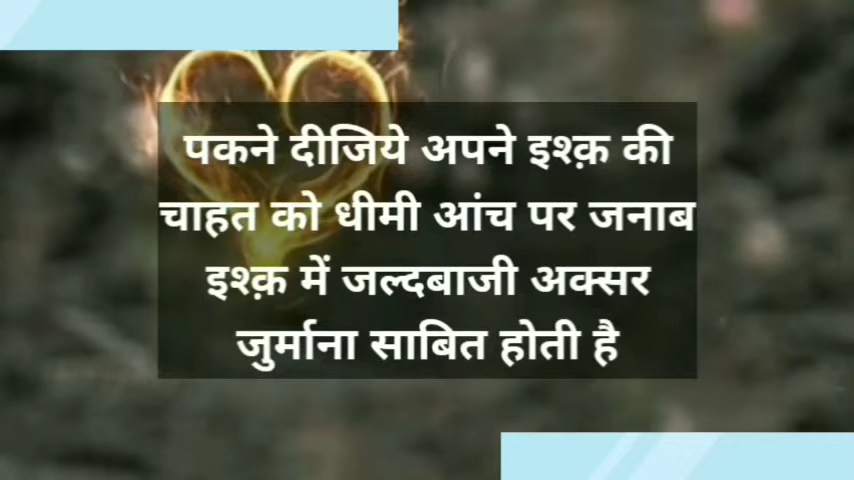 पकने दीजिये अपने इश्क़ की
चाहत को धीमी आंच पर जनाब
इश्क़ में जल्दबाजी अक्सर
जुर्माना साबित होती है